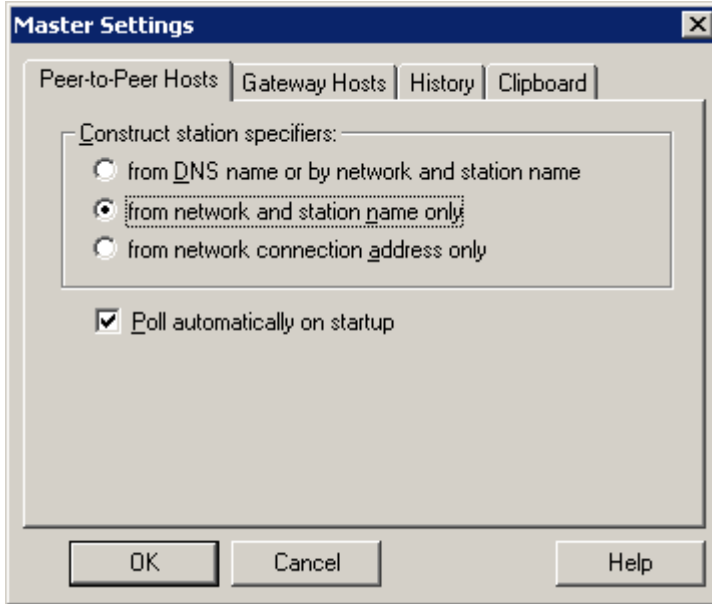 Master Settings
Peer-to-Peer Hosts Gateway Hosts History Clipboard
Construct station specifiers:
from DNS name or by network and station name
from network and station name only
from network connection address only
Poll automatically on startup
OK Cancel Help